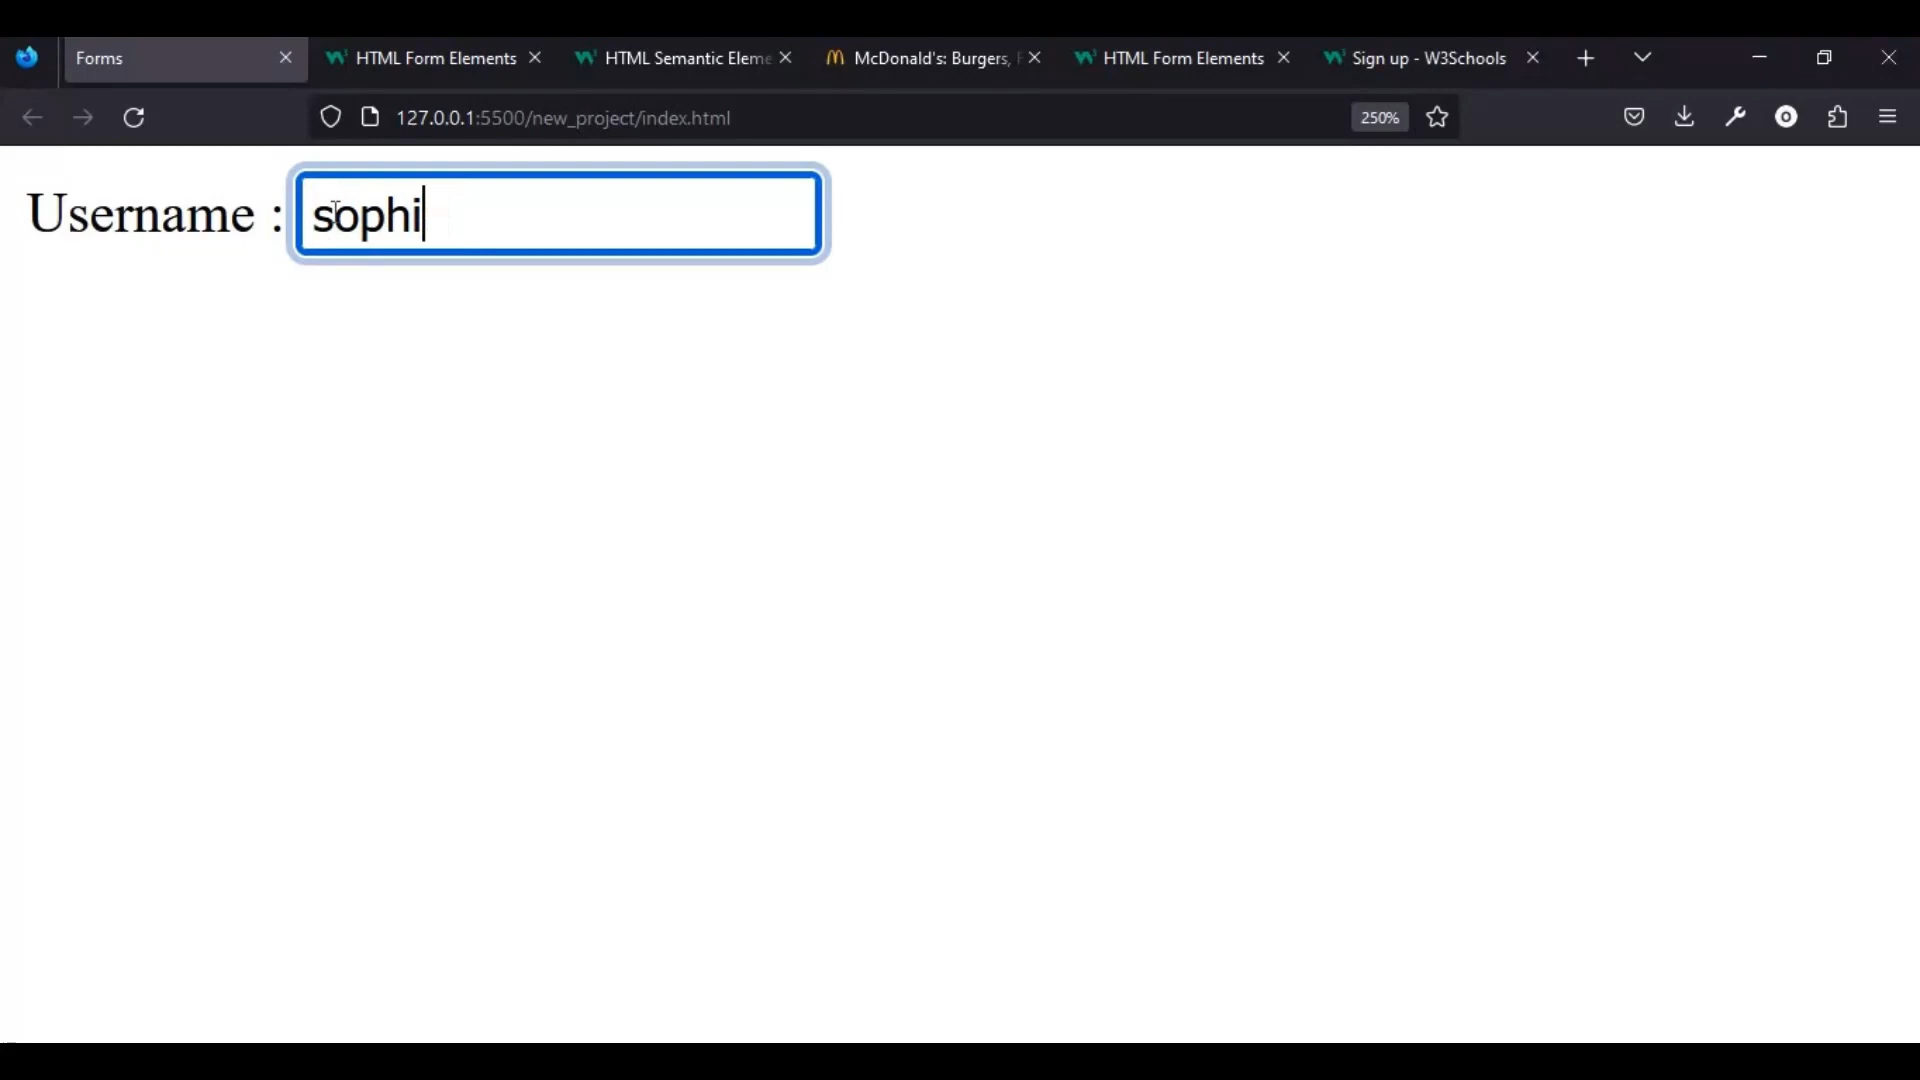 Forms
HTML Form Elements
HTML Semantic Eleme
McDonald's: Burgers, F
HTML Form Elements
Sign up - W3Schools
127.0.0.1:5500/new_project/index.html
250%
Username : sophi